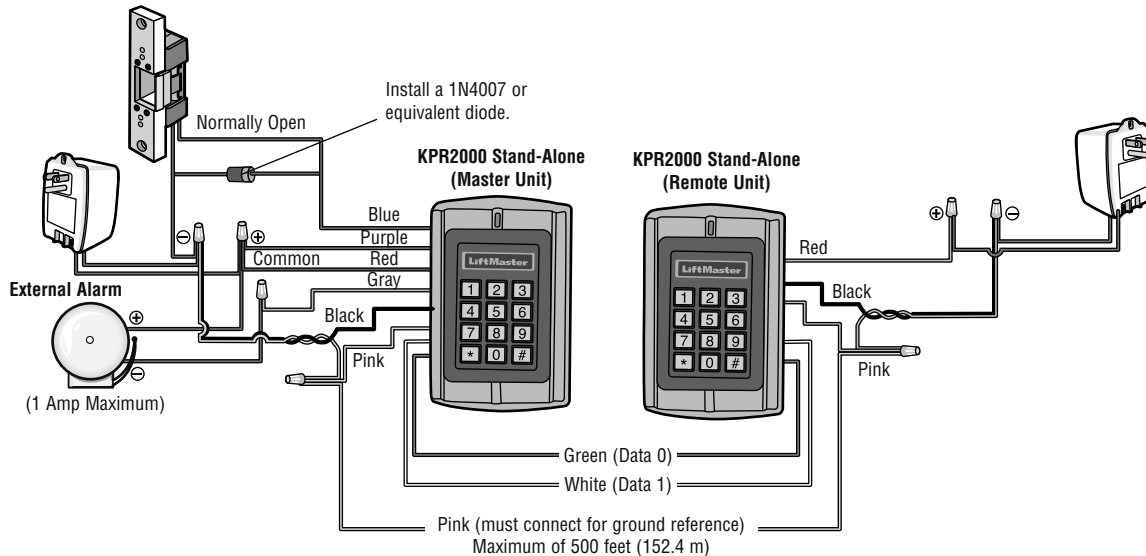 Install a 1N4007 or
equivalent diode.
Normally Open
KPR2000 Stand-Alone
(Master Unit)
KPR2000 Stand-Alone
(Remote Unit)
Blue
Purple
Common
Red
Gray
Black
Pink
⊖
⊕
External Alarm
⊕
⊖
(1 Amp Maximum)
LiftMaster
1 2 3
4 5 6
7 8 9
* 0 #
LiftMaster
1 2 3
4 5 6
7 8 9
* 0 #
Red
⊕
⊖
Black
Pink
Green (Data 0)
White (Data 1)
Pink (must connect for ground reference)
Maximum of 500 feet (152.4 m)